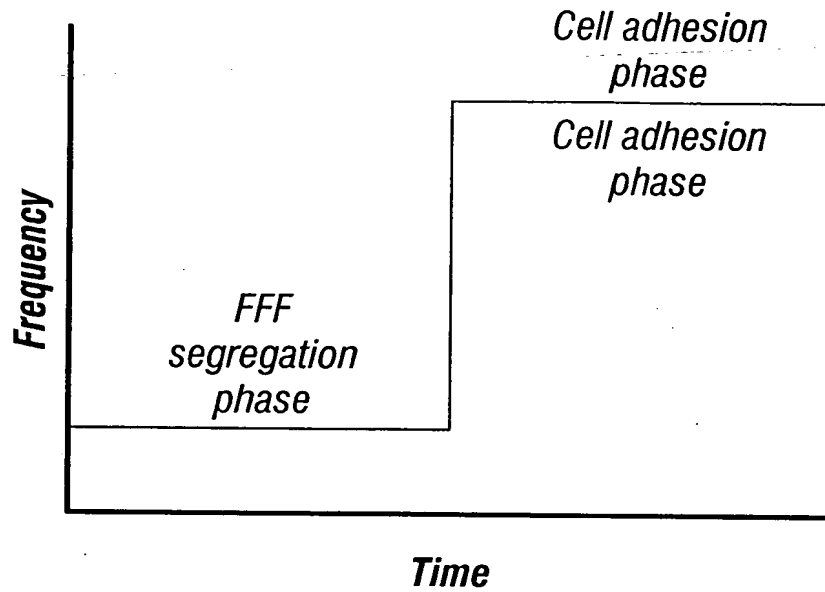 Cell adhesion
phase
Cell adhesion
phase
Frequency
FFF
segregation
phase
Time